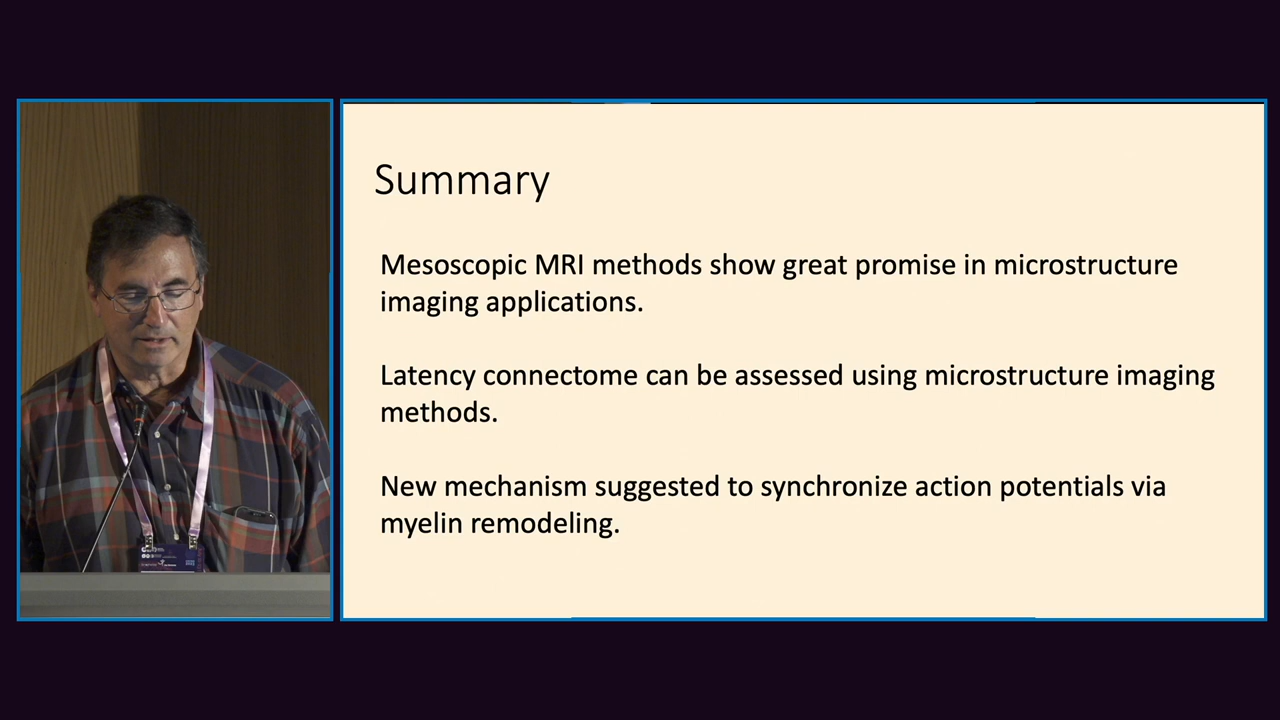 Summary
Mesoscopic MRI methods show great promise in microstructure
imaging applications.
Latency connectome can be assessed using microstructure imaging
methods.
New mechanism suggested to synchronize action potentials via
myelin remodeling.